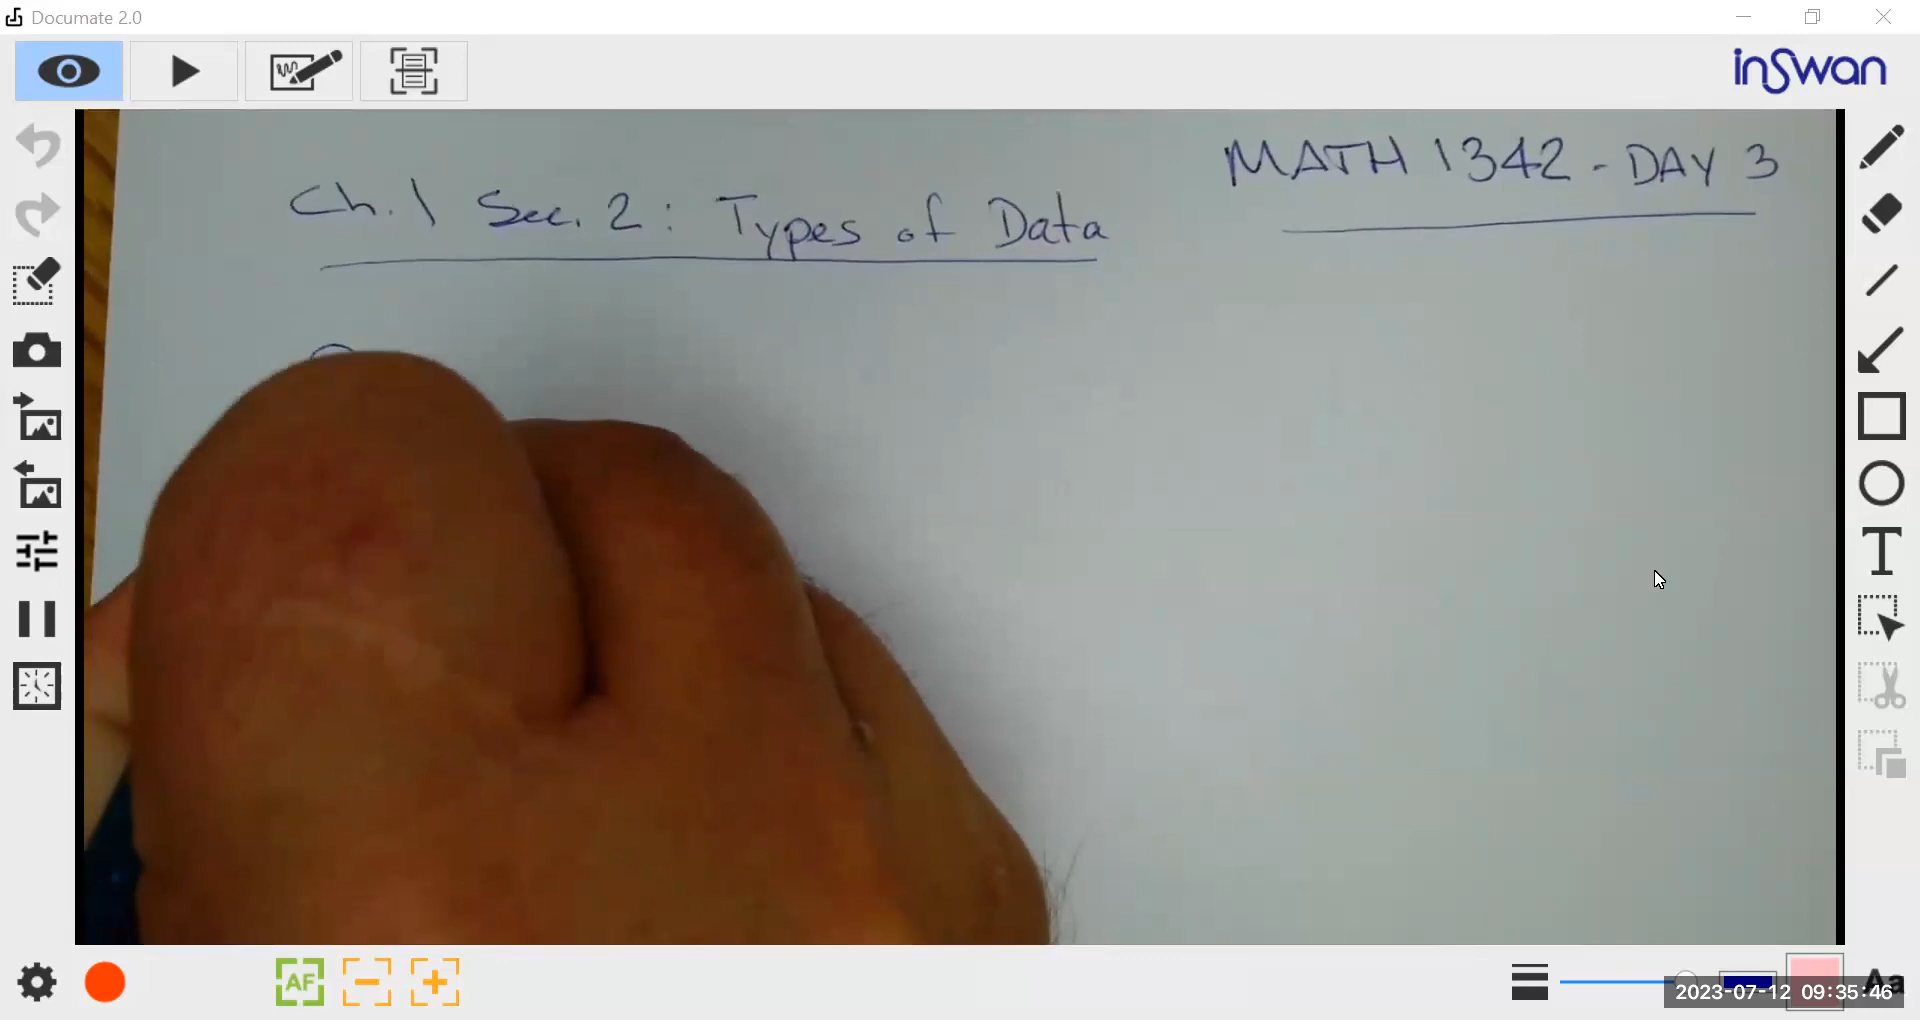 Documate 2.0
inSwan
MATH 1342 - DAY 3
Ch. 1 Sec. 2: Types of Data
T
AF
Aa
2023-07-12 09:35:46